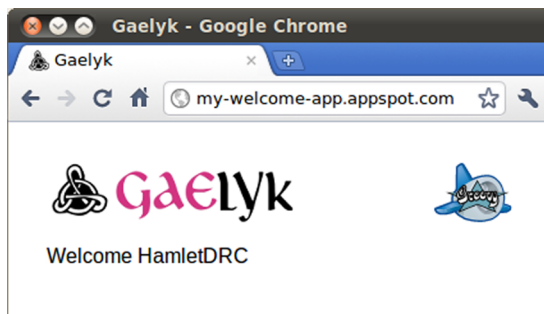 Gaelyk - Google Chrome
Gaelyk
my-welcome-app.appspot.com
GAELYK
Groovy
Welcome HamletDRC